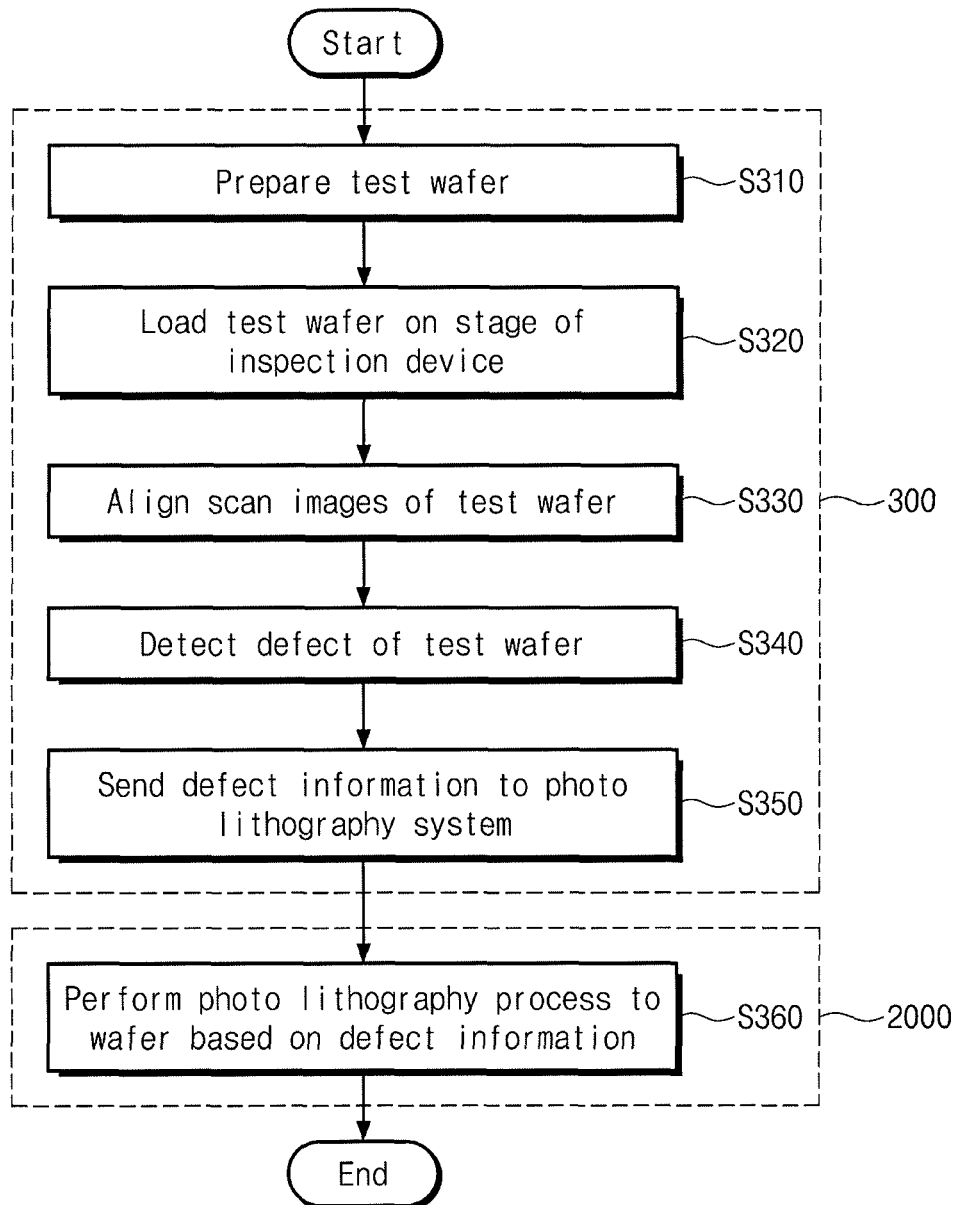 Start
Prepare test wafer
S310
Load test wafer on stage of
inspection device
S320
Align scan images of test wafer
S330
300
Detect defect of test wafer
S340
Send defect information to photo
lithography system
S350
Perform photo lithography process to
wafer based on defect information
S360
2000
End